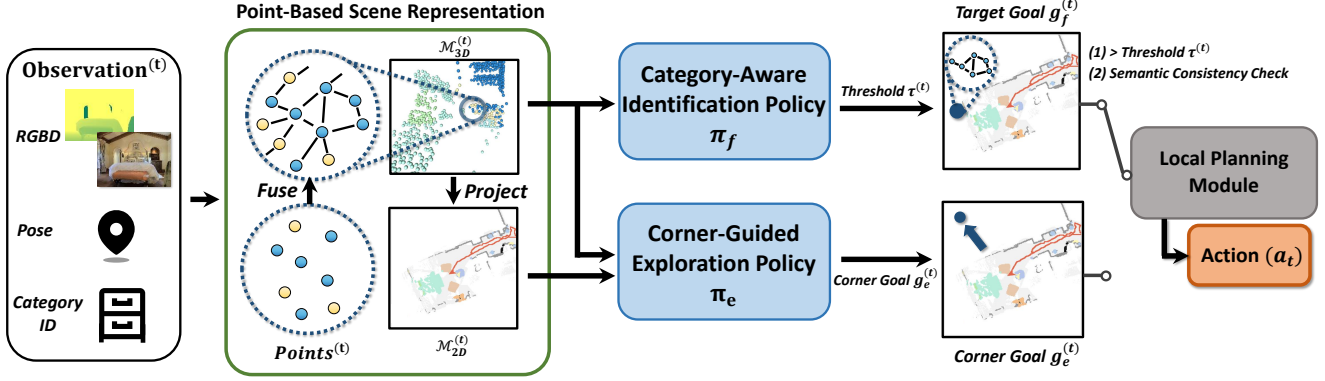 Point-Based Scene Representation
Observation^(t)
RGBD
Pose
Category
ID
Fuse
Points^(t)
ℳ_3D^(t)
Project
ℳ_2D^(t)
Category-Aware
Identification Policy
π_f
Corner-Guided
Exploration Policy
π_e
Threshold τ^(t)
Corner Goal g_e^(t)
Target Goal g_f^(t)
(1) > Threshold τ^(t)
(2) Semantic Consistency Check
Corner Goal g_e^(t)
Local Planning
Module
Action (a_t)